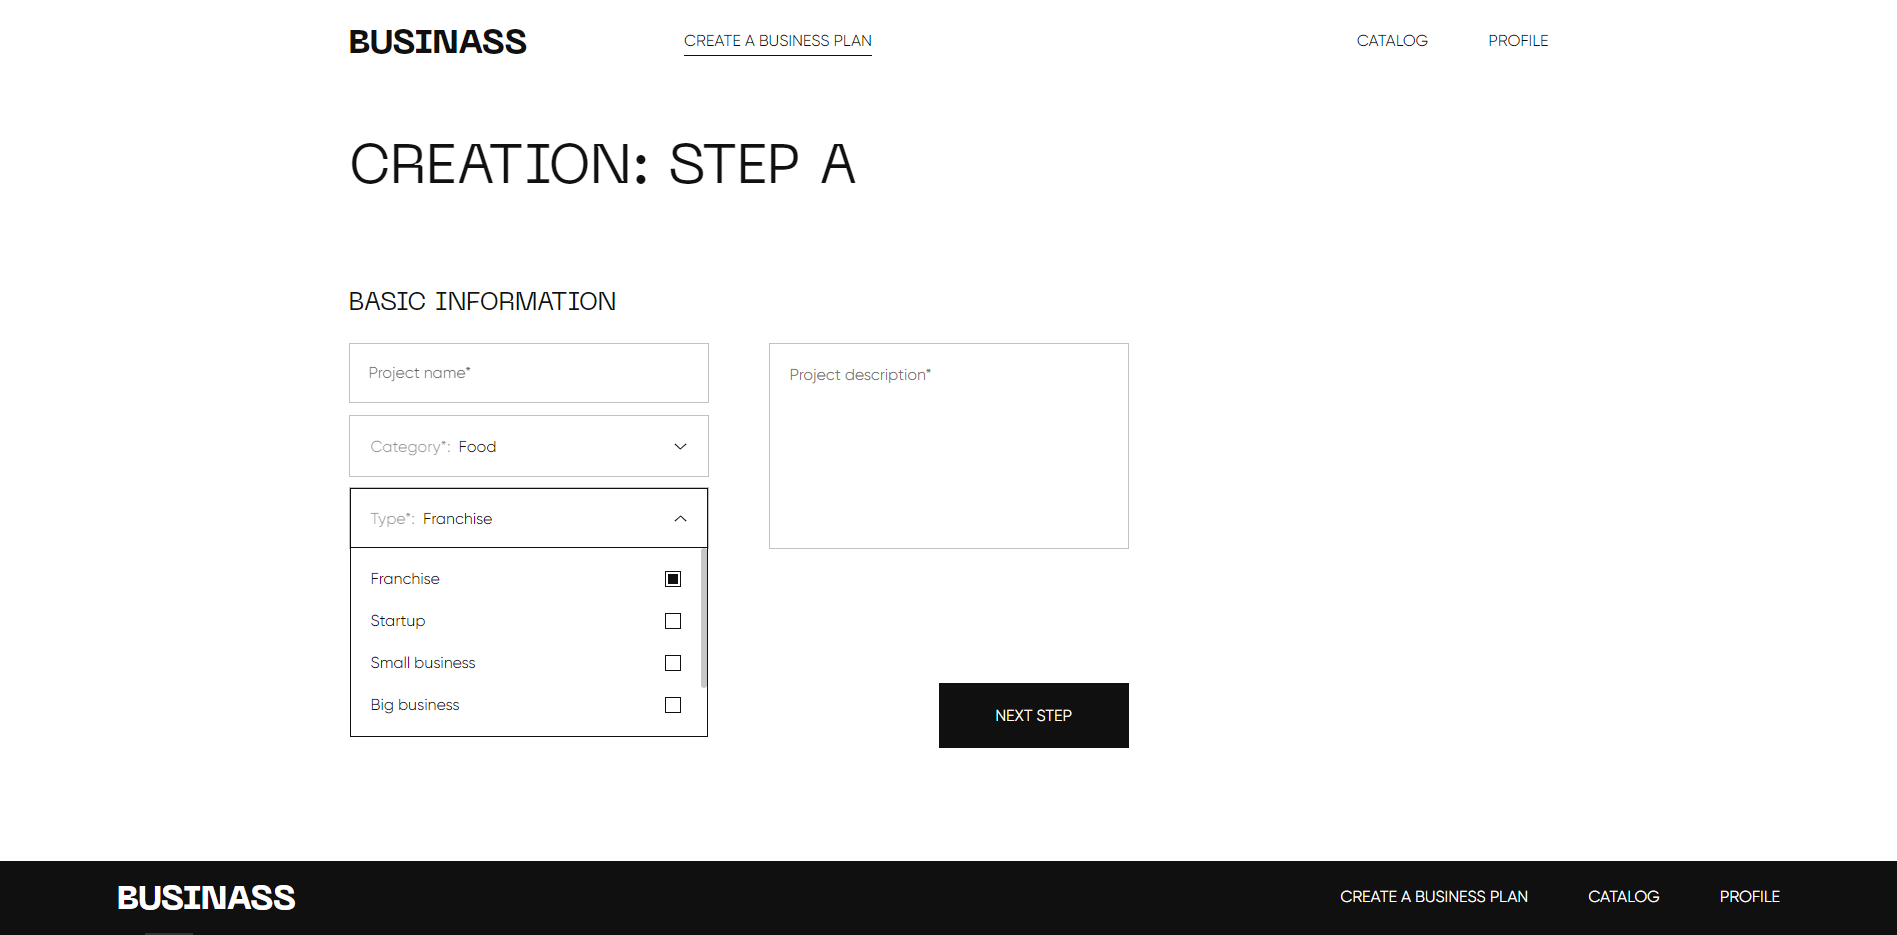 BUSINASS
CREATE A BUSINESS PLAN
CATALOG
PROFILE
CREATION: STEP A
BASIC INFORMATION
Project name*
Category*: Food
Type*: Franchise
Franchise
Startup
Small business
Big business
Project description*
NEXT STEP
BUSINASS
CREATE A BUSINESS PLAN
CATALOG
PROFILE